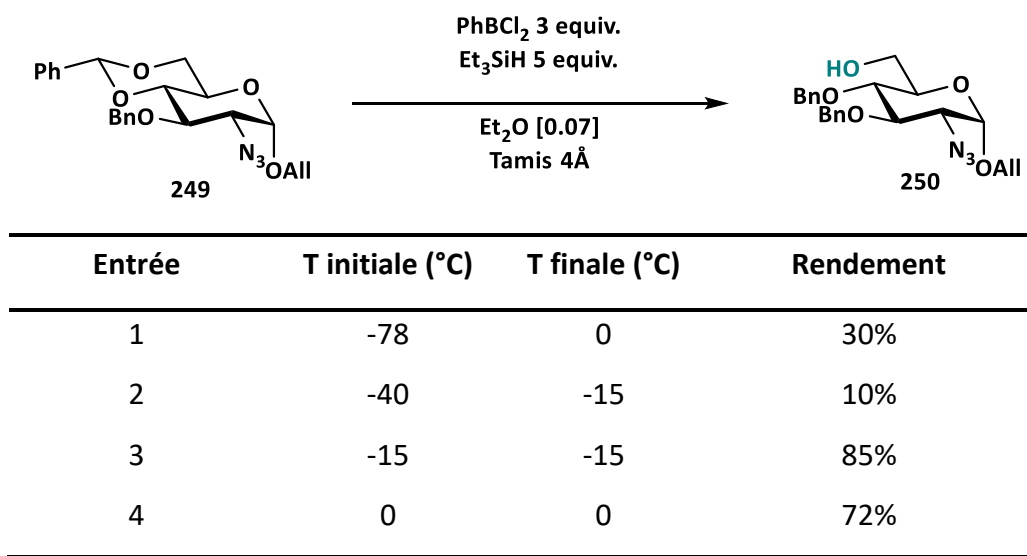 PhBCl2 3 equiv.
Et3SiH 5 equiv.
Et2O [0.07]
Tamis 4Å
Ph
O
O
BnO
O
N3
OAll
249
HO
BnO
BnO
O
N3
OAll
250
Entrée T initiale (°C) T finale (°C) Rendement
1 -78 0 30%
2 -40 -15 10%
3 -15 -15 85%
4 0 0 72%